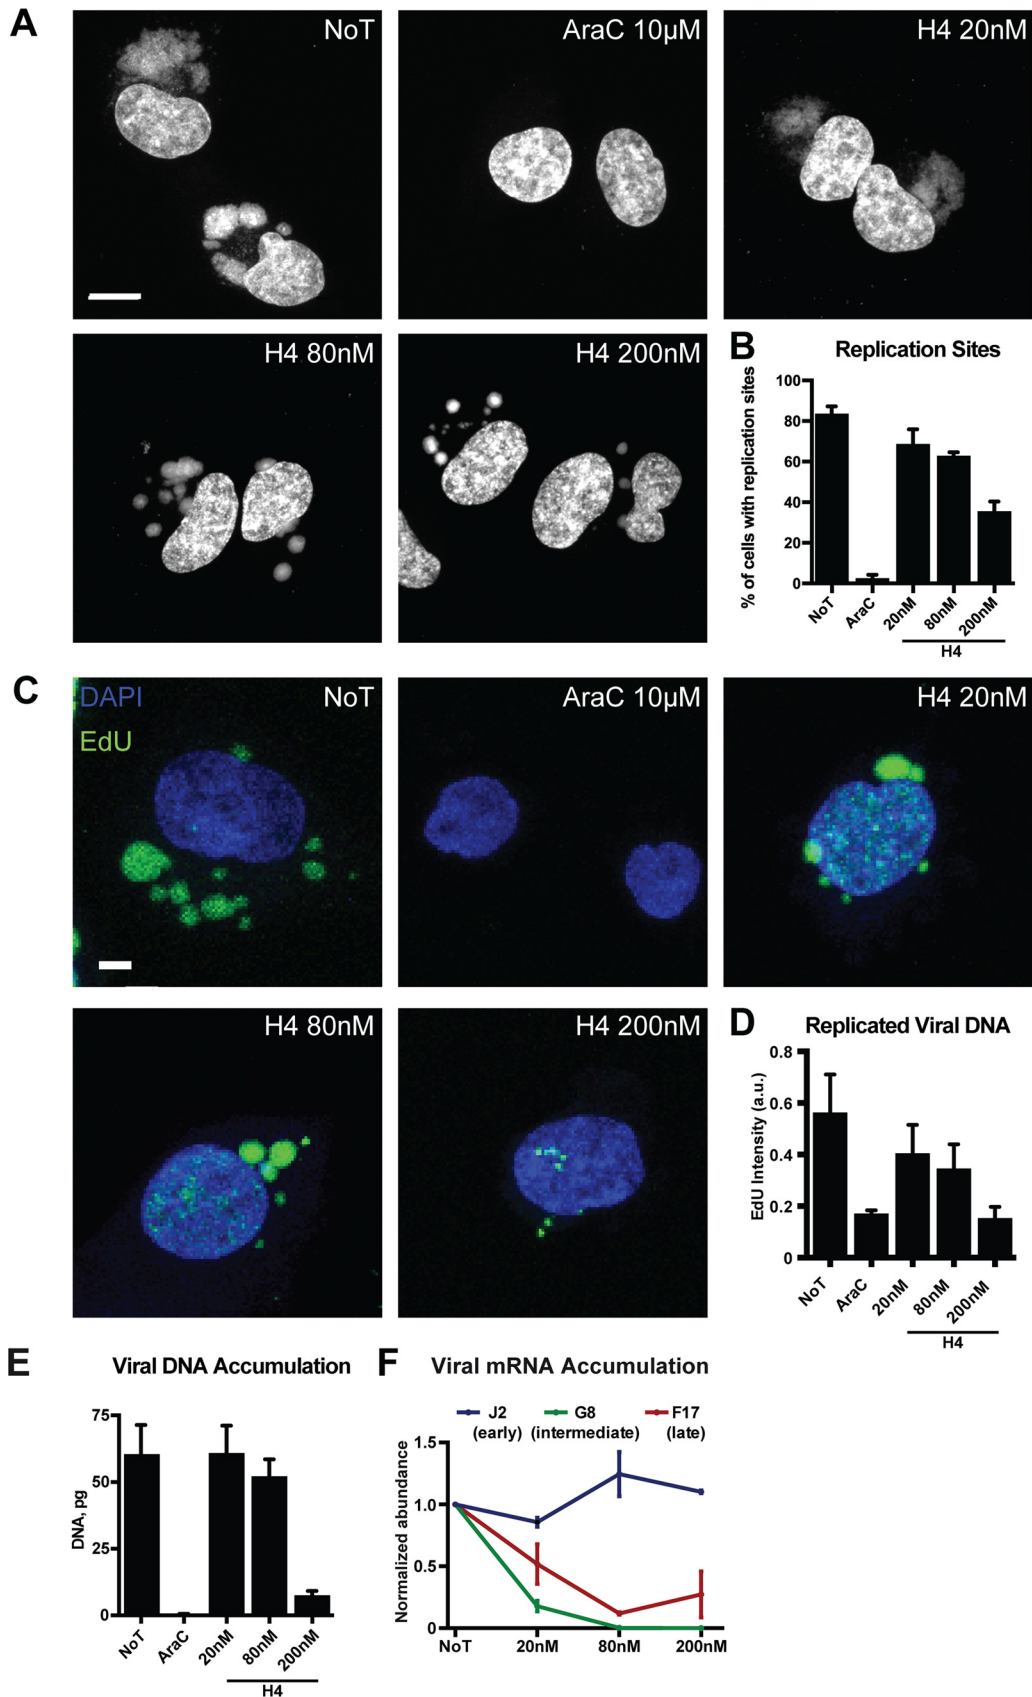 A
NoT
AraC 10μM
H4 20nM
H4 80nM
H4 200nM
B
Replication Sites
% of cells with replication sites
100
80
60
40
20
0
NoT
AraC
20nM
80nM
200nM
H4
C
DAPI
EdU
NoT
AraC 10μM
H4 20nM
H4 80nM
H4 200nM
D
Replicated Viral DNA
EdU Intensity (a.u.)
0.8
0.6
0.4
0.2
0
NoT
AraC
20nM
80nM
200nM
H4
E
Viral DNA Accumulation
DNA, pg
75
50
25
0
NoT
AraC
20nM
80nM
200nM
H4
F
Viral mRNA Accumulation
J2 G8 F17
(early) (intermediate) (late)
Normalized abundance
1.5
1.0
0.5
0
NoT 20nM 80nM 200nM